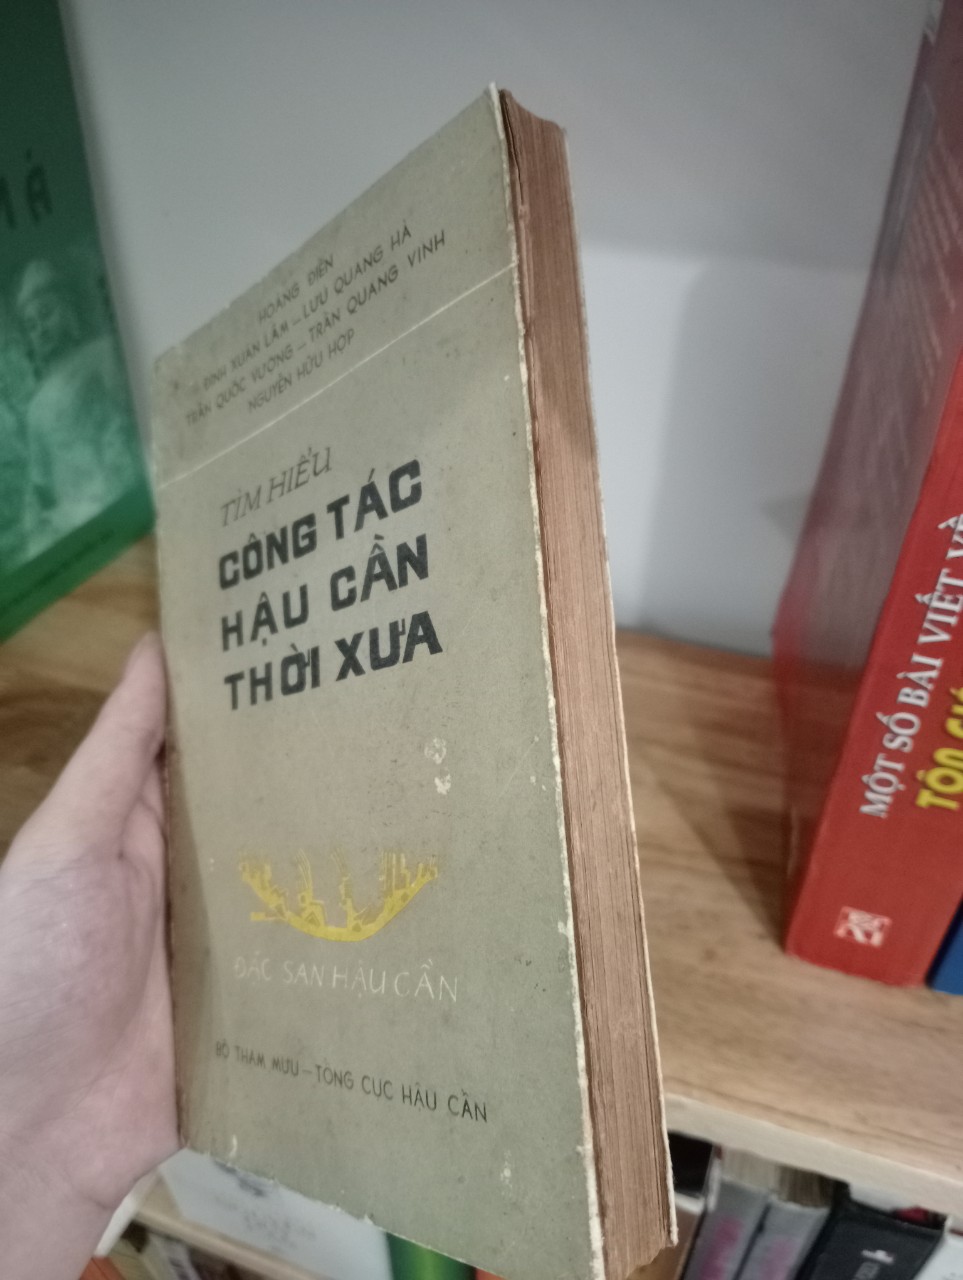 HOÀNG ĐIỀN
ĐINH XUÂN LÂM – LƯU QUANG HÀ
TRẦN QUỐC VƯỢNG – TRẦN QUANG VINH
NGUYỄN HỮU HỢP
TÌM HIỂU
CÔNG TÁC
HẬU CẦN
THỜI XƯA
ĐẶC SAN HẬU CẦN
BỘ THAM MƯU – TỔNG CỤC HẬU CẦN
MỘT SỐ BÀI VIẾT VỀ
TÔN